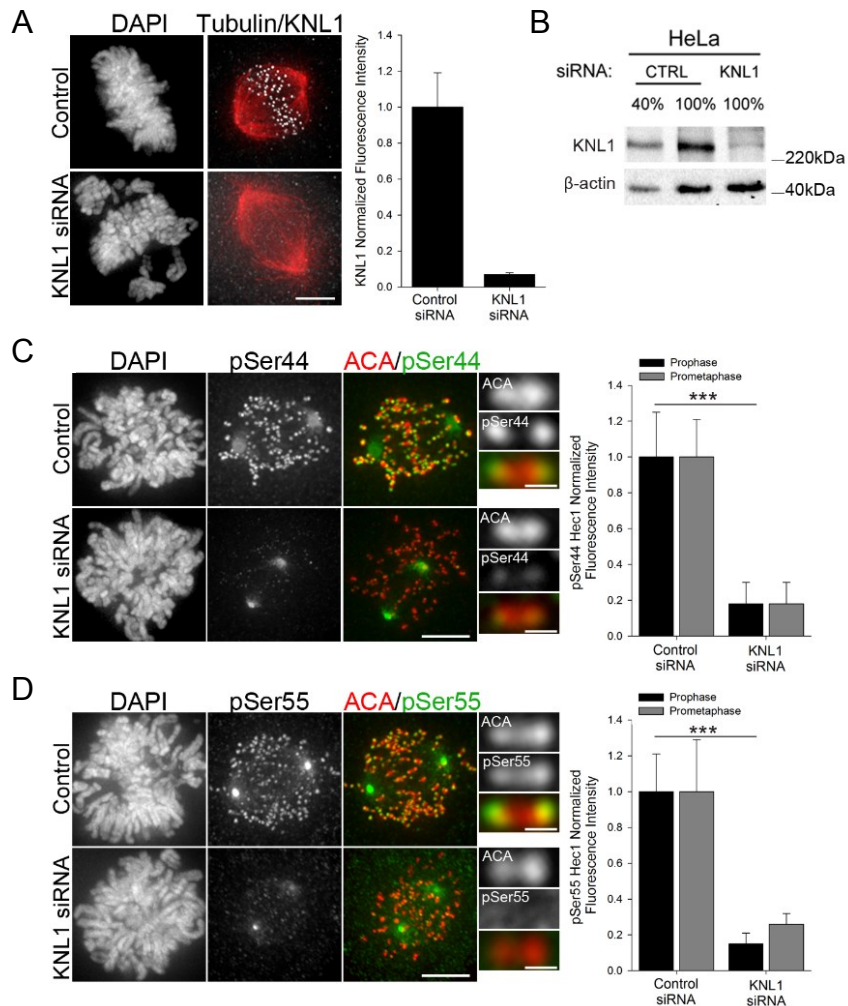 A
DAPI
Tubulin/KNL1
Control
KNL1 siRNA
KNL1 Normalized Fluorescence Intensity
1.4
1.2
1.0
0.8
0.6
0.4
0.2
0.0
Control siRNA
KNL1 siRNA
B
HeLa
siRNA: CTRL KNL1
40% 100% 100%
KNL1
220kDa
β-actin
40kDa
C
DAPI
pSer44
ACA/pSer44
Control
KNL1 siRNA
ACA
pSer44
ACA
pSer44
Prophase
Prometaphase
***
pSer44 Hec1 Normalized
Fluorescence Intensity
1.4
1.2
1.0
0.8
0.6
0.4
0.2
0
Control siRNA
KNL1 siRNA
D
DAPI
pSer55
ACA/pSer55
Control
KNL1 siRNA
ACA
pSer55
ACA
pSer55
Prophase
Prometaphase
***
pSer55 Hec1 Normalized
Fluorescence Intensity
1.4
1.2
1.0
0.8
0.6
0.4
0.2
0
Control siRNA
KNL1 siRNA